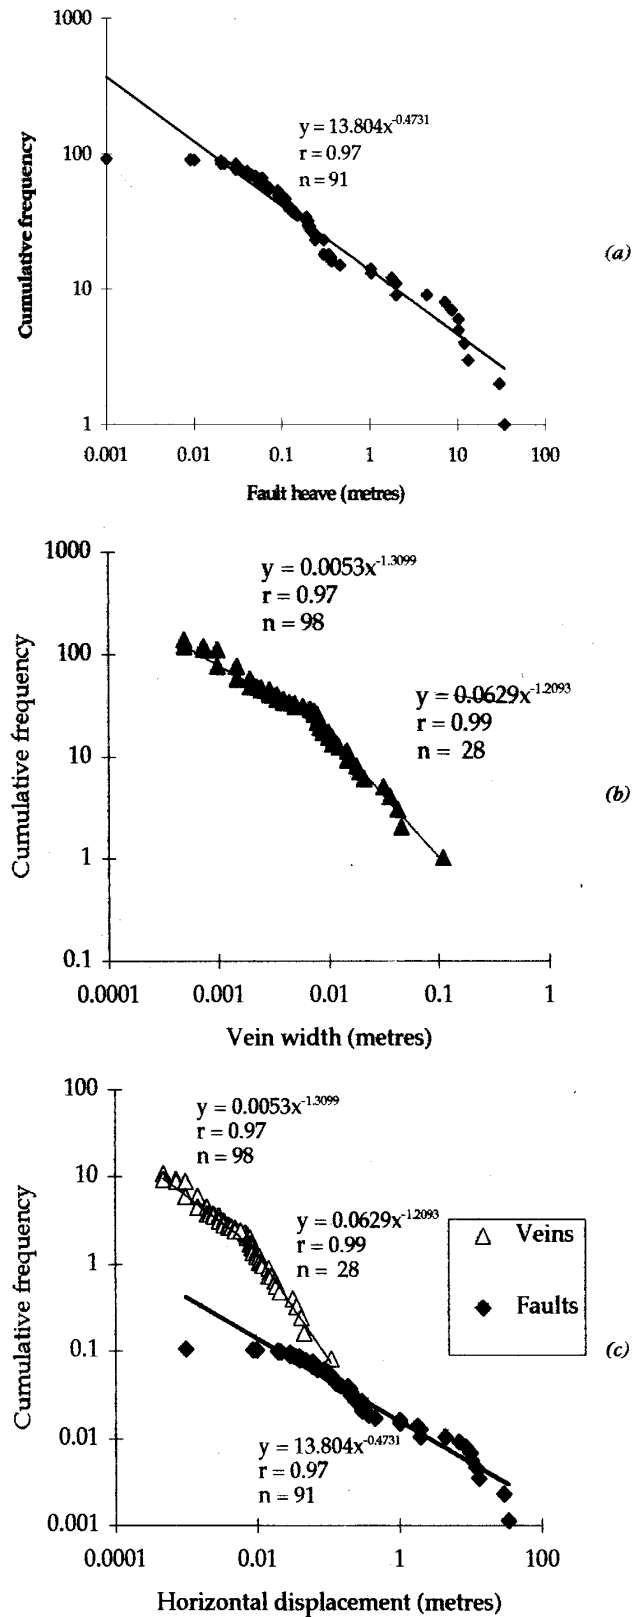 1000
100
10
1
Cumulative frequency
y = 13.804x^-0.4731
r = 0.97
n = 91
(a)
0.001 0.01 0.1 1 10 100
Fault heave (metres)
1000
100
10
1
0.1
Cumulative frequency
y = 0.0053x^-1.3099
r = 0.97
n = 98
y = 0.0629x^-1.2093
r = 0.99
n = 28
(b)
0.0001 0.001 0.01 0.1 1
Vein width (metres)
100
10
1
0.1
0.01
0.001
Cumulative frequency
y = 0.0053x^-1.3099
r = 0.97
n = 98
y = 0.0629x^-1.2093
r = 0.99
n = 28
Veins
Faults
(c)
y = 13.804x^-0.4731
r = 0.97
n = 91
0.0001 0.01 1 100
Horizontal displacement (metres)